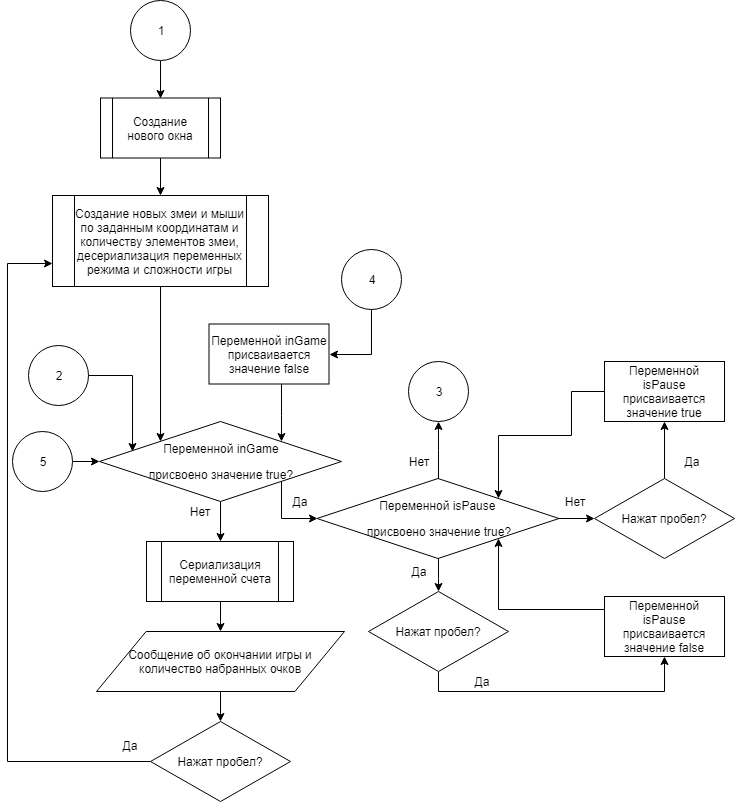 1
Создание
нового окна
Создание новых змеи и мыши
по заданным координатам и
количеству элементов змеи,
десериализация переменных
режима и сложности игры
4
Переменной inGame
присваивается
значение false
2
3
Переменной
isPause
присваивается
значение true
5
Переменной inGame
присвоено значение true?
Нет
Да
Да
Нет
Переменной isPause
присвоено значение true?
Нет
Нажат пробел?
Сериализация
переменной счета
Да
Нажат пробел?
Переменной
isPause
присваивается
значение false
Сообщение об окончании игры и
количество набранных очков
Да
Да
Нажат пробел?